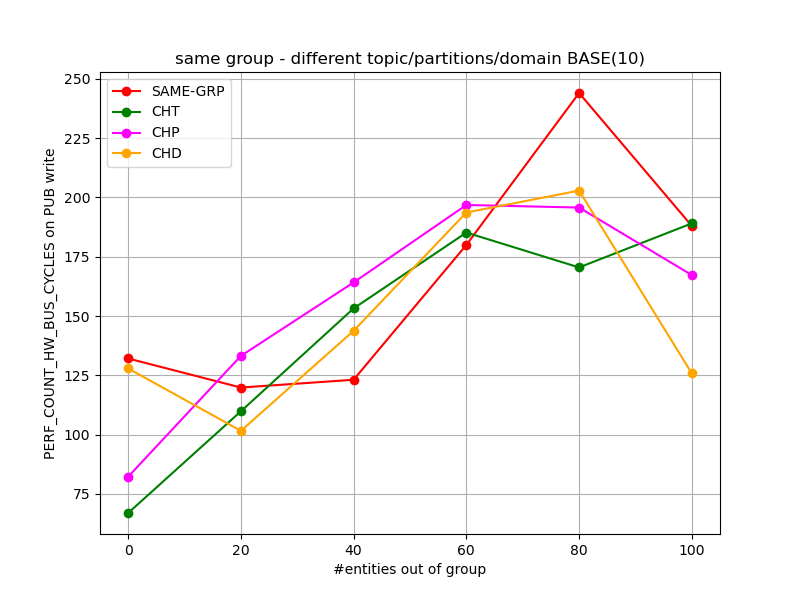 same group - different topic/partitions/domain BASE(10)
SAME-GRP
CHT
CHP
CHD
PERF_COUNT_HW_BUS_CYCLES on PUB write
250
225
200
175
150
125
100
75
0 20 40 60 80 100
#entities out of group